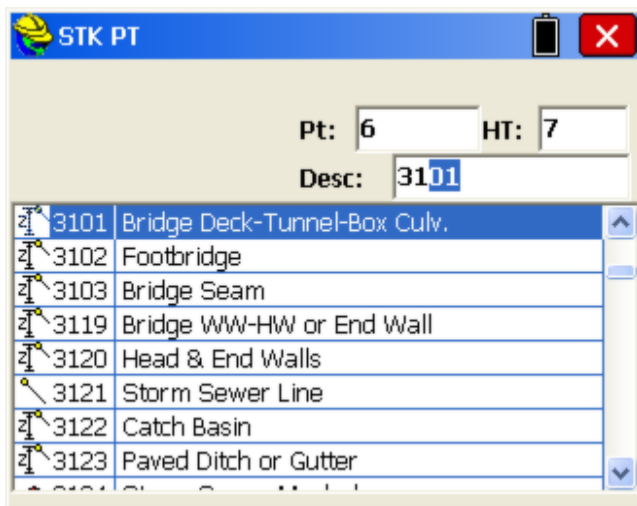 STK PT
Pt: 6 HT: 7
Desc: 3101
3101 Bridge Deck-Tunnel-Box Culv.
3102 Footbridge
3103 Bridge Seam
3119 Bridge WW-HW or End Wall
3120 Head & End Walls
3121 Storm Sewer Line
3122 Catch Basin
3123 Paved Ditch or Gutter